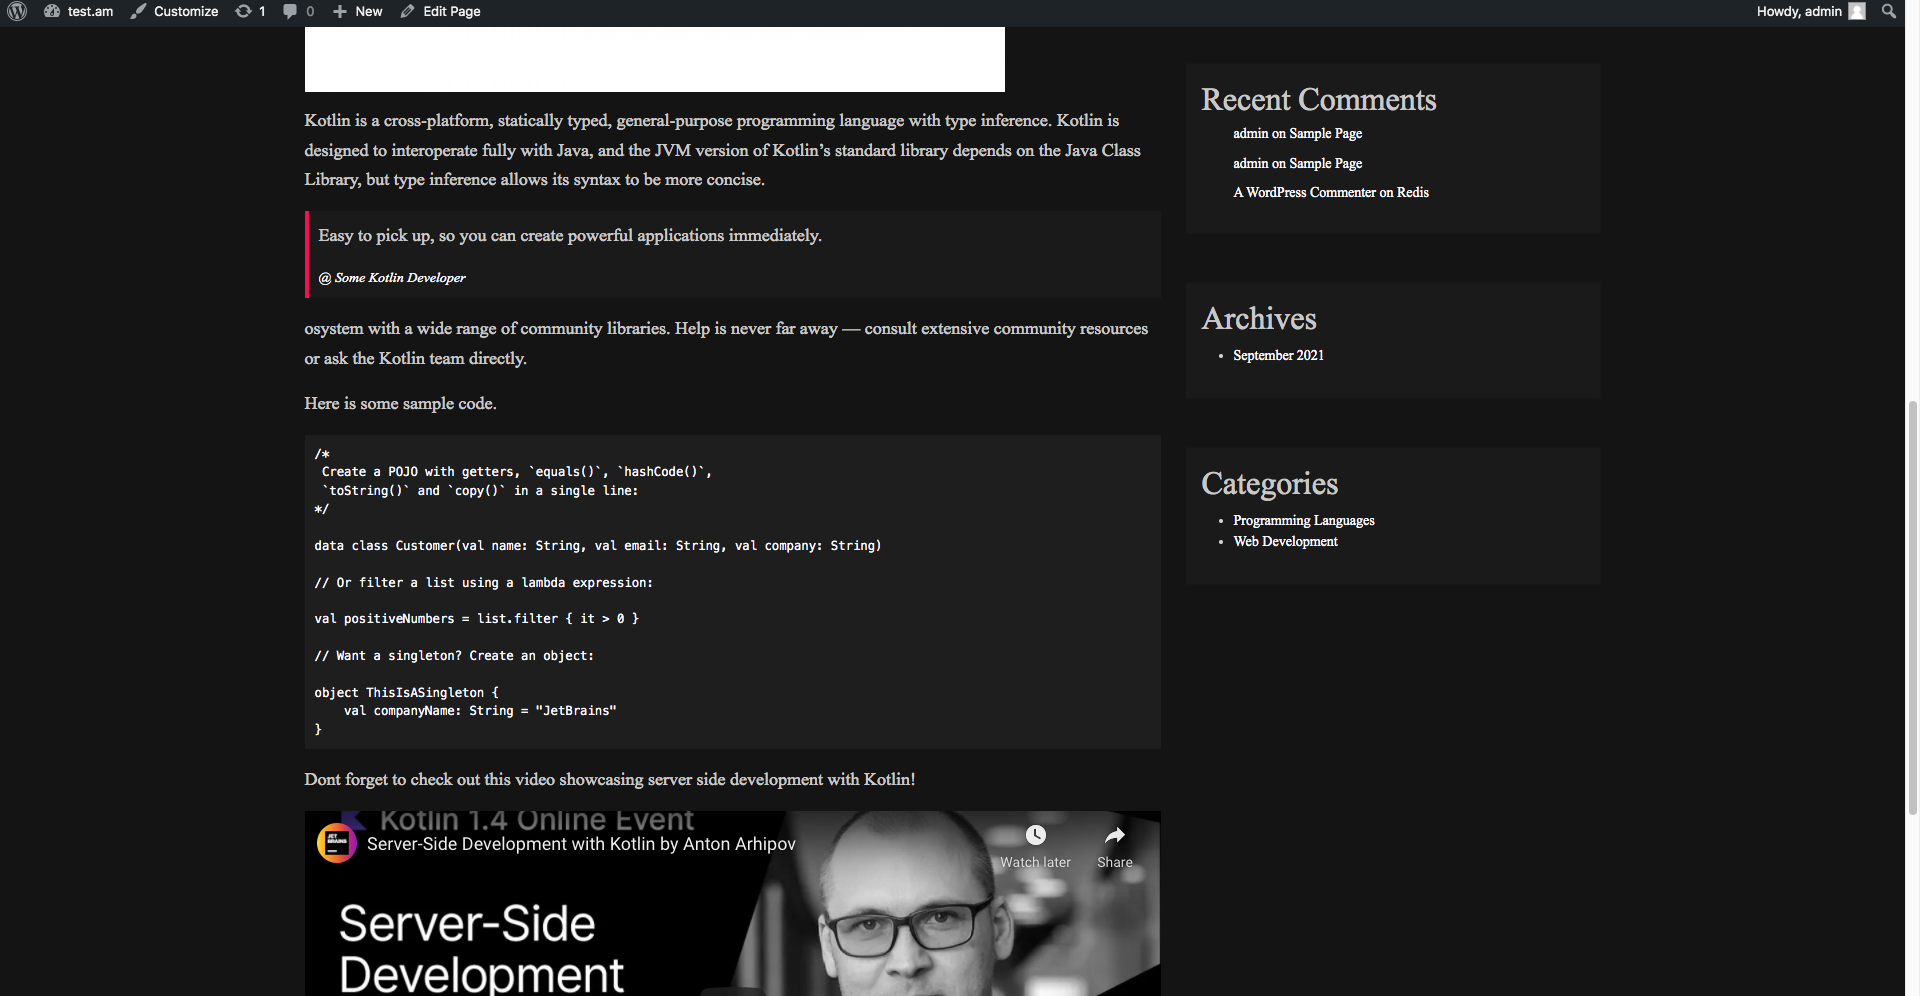 test.am Customize 1 0 New Edit Page Howdy, admin
Kotlin is a cross-platform, statically typed, general-purpose programming language with type inference. Kotlin is
designed to interoperate fully with Java, and the JVM version of Kotlin’s standard library depends on the Java Class
Library, but type inference allows its syntax to be more concise.
Easy to pick up, so you can create powerful applications immediately.
@ Some Kotlin Developer
osystem with a wide range of community libraries. Help is never far away — consult extensive community resources
or ask the Kotlin team directly.
Here is some sample code.
/*
 Create a POJO with getters, `equals()`, `hashCode()`,
 `toString()` and `copy()` in a single line:
*/
data class Customer(val name: String, val email: String, val company: String)
// Or filter a list using a lambda expression:
val positiveNumbers = list.filter { it > 0 }
// Want a singleton? Create an object:
object ThisIsASingleton {
    val companyName: String = "JetBrains"
}
Dont forget to check out this video showcasing server side development with Kotlin!
Kotlin 1.4 Online Event
JET
BRAINS
Server-Side Development with Kotlin by Anton Arhipov
Watch later
Share
Server-Side
Development
Recent Comments
admin on Sample Page
admin on Sample Page
A WordPress Commenter on Redis
Archives
• September 2021
Categories
• Programming Languages
• Web Development